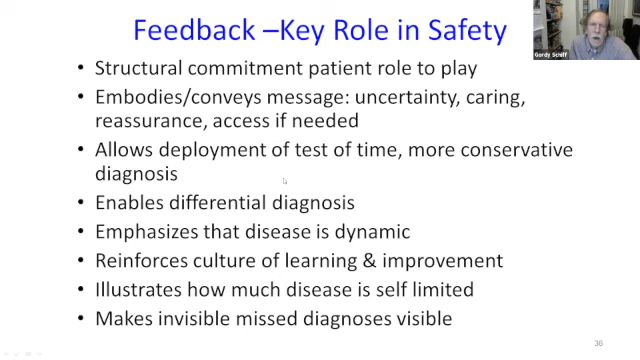 Feedback –Key Role in Safety
Gordy Schiff
• Structural commitment patient role to play
• Embodies/conveys message: uncertainty, caring,
reassurance, access if needed
• Allows deployment of test of time, more conservative
diagnosis
• Enables differential diagnosis
• Emphasizes that disease is dynamic
• Reinforces culture of learning & improvement
• Illustrates how much disease is self limited
• Makes invisible missed diagnoses visible
36